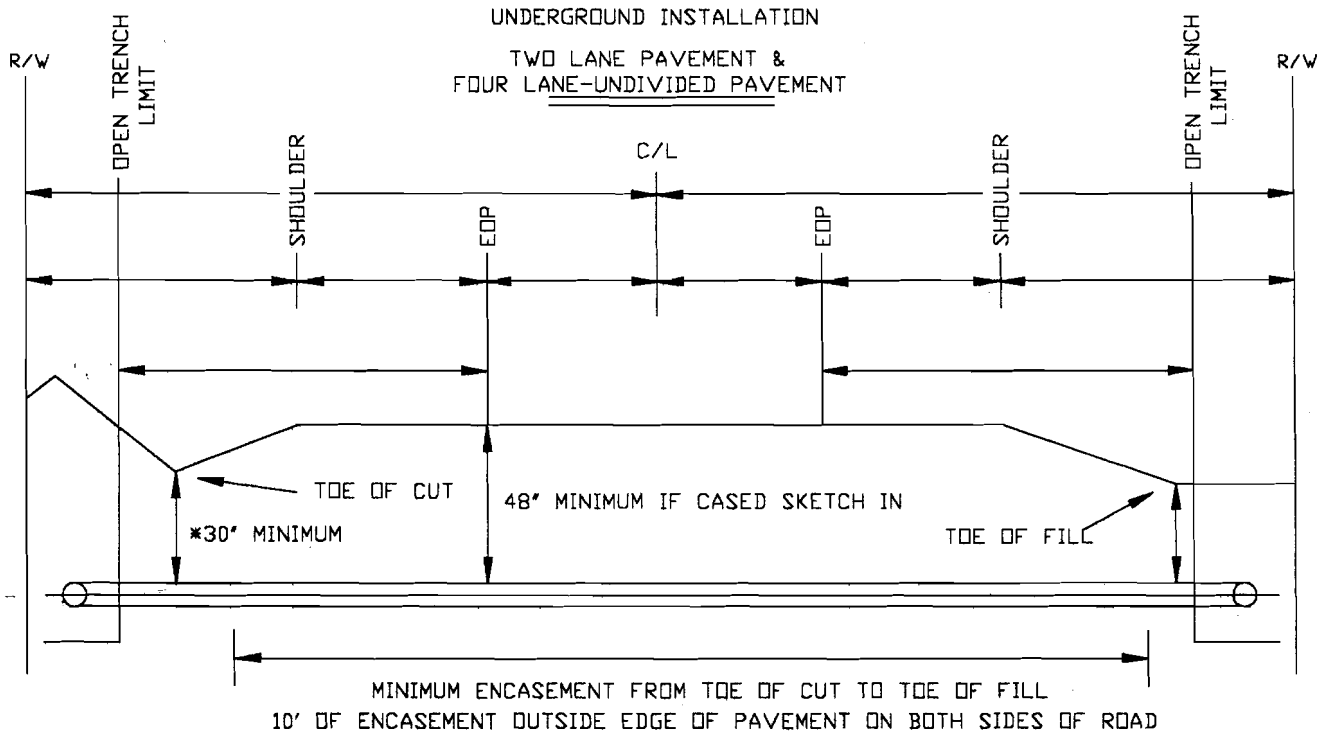 UNDERGROUND INSTALLATION
TWO LANE PAVEMENT &
FOUR LANE-UNDIVIDED PAVEMENT
R/W
OPEN TRENCH
LIMIT
SHOULDER
EOP
C/L
EOP
SHOULDER
OPEN TRENCH
LIMIT
R/W
TOE OF CUT
*30" MINIMUM
48" MINIMUM IF CASED SKETCH IN
TOE OF FILL
MINIMUM ENCASEMENT FROM TOE OF CUT TO TOE OF FILL
10' OF ENCASEMENT OUTSIDE EDGE OF PAVEMENT ON BOTH SIDES OF ROAD